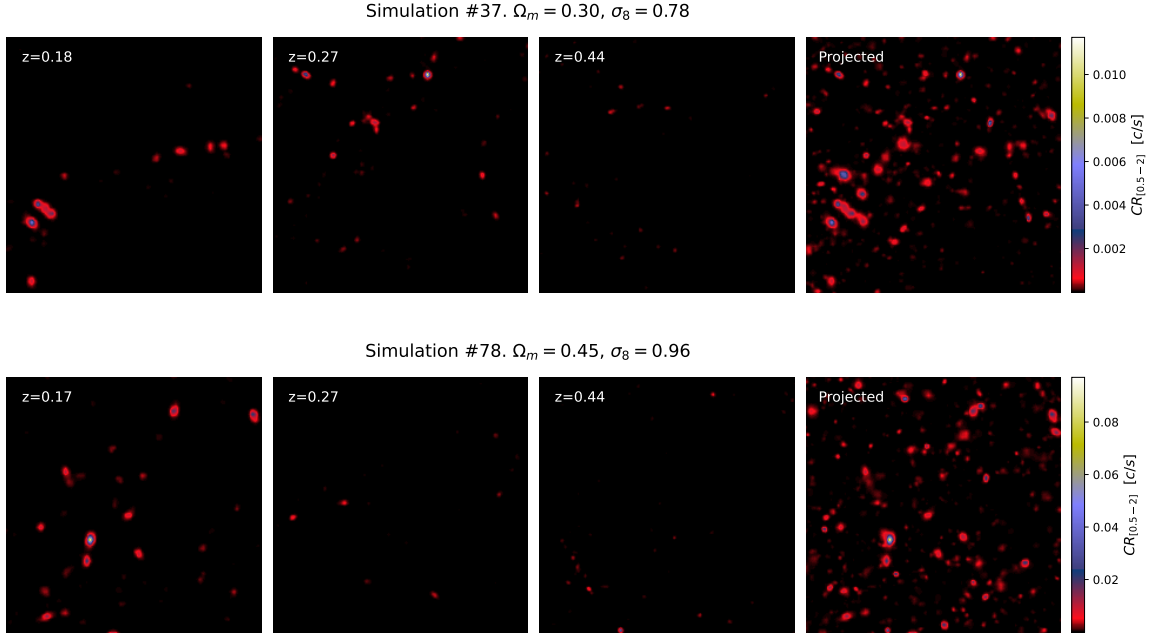 Simulation #37. Ωₘ = 0.30, σ₈ = 0.78
z=0.18
z=0.27
z=0.44
Projected
0.010
0.008
0.006
0.004
0.002
CR[0.5−2] [c/s]
Simulation #78. Ωₘ = 0.45, σ₈ = 0.96
z=0.17
z=0.27
z=0.44
Projected
0.08
0.06
0.04
0.02
CR[0.5−2] [c/s]